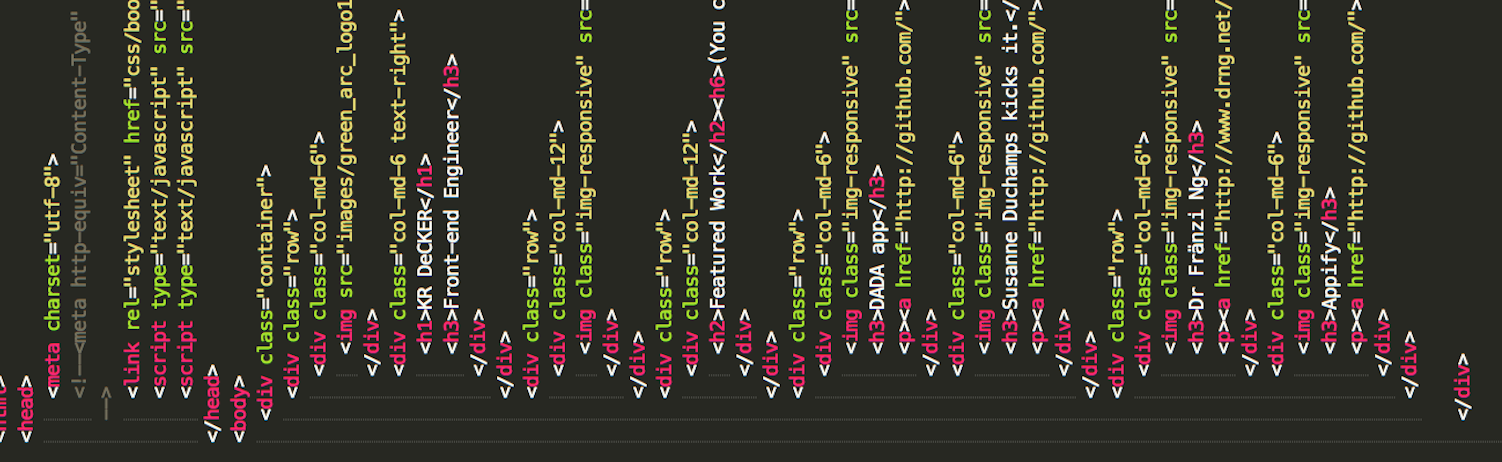 <head>
<meta charset="utf-8">
<!--<meta http-equiv="Content-Type"
-->
<link rel="stylesheet" href="css/boo
<script type="text/javascript" src="
<script type="text/javascript" src="
</head>
<body>
<div class="container">
<div class="row">
<div class="col-md-6">
<img src="images/green_arc_logo1
</div>
<div class="col-md-6 text-right">
<h1>KR DeCKER</h1>
<h3>Front-end Engineer</h3>
</div>
</div>
<div class="row">
<div class="col-md-12">
<img class="img-responsive" src=
</div>
</div>
<div class="row">
<div class="col-md-12">
<h2>Featured Work</h2><h6>(You c
</div>
</div>
<div class="row">
<div class="col-md-6">
<img class="img-responsive" src=
<h3>DADA app</h3>
<p><a href="http://github.com/">
</div>
<div class="col-md-6">
<img class="img-responsive" src=
<h3>Susanne Duchamps kicks it.</
<p><a href="http://github.com/">
</div>
</div>
<div class="row">
<div class="col-md-6">
<img class="img-responsive" src=
<h3>Dr Fränzi Ng</h3>
<p><a href="http://www.drng.net/
</div>
<div class="col-md-6">
<img class="img-responsive" src=
<h3>Appify</h3>
<p><a href="http://github.com/">
</div>
</div>
</div>